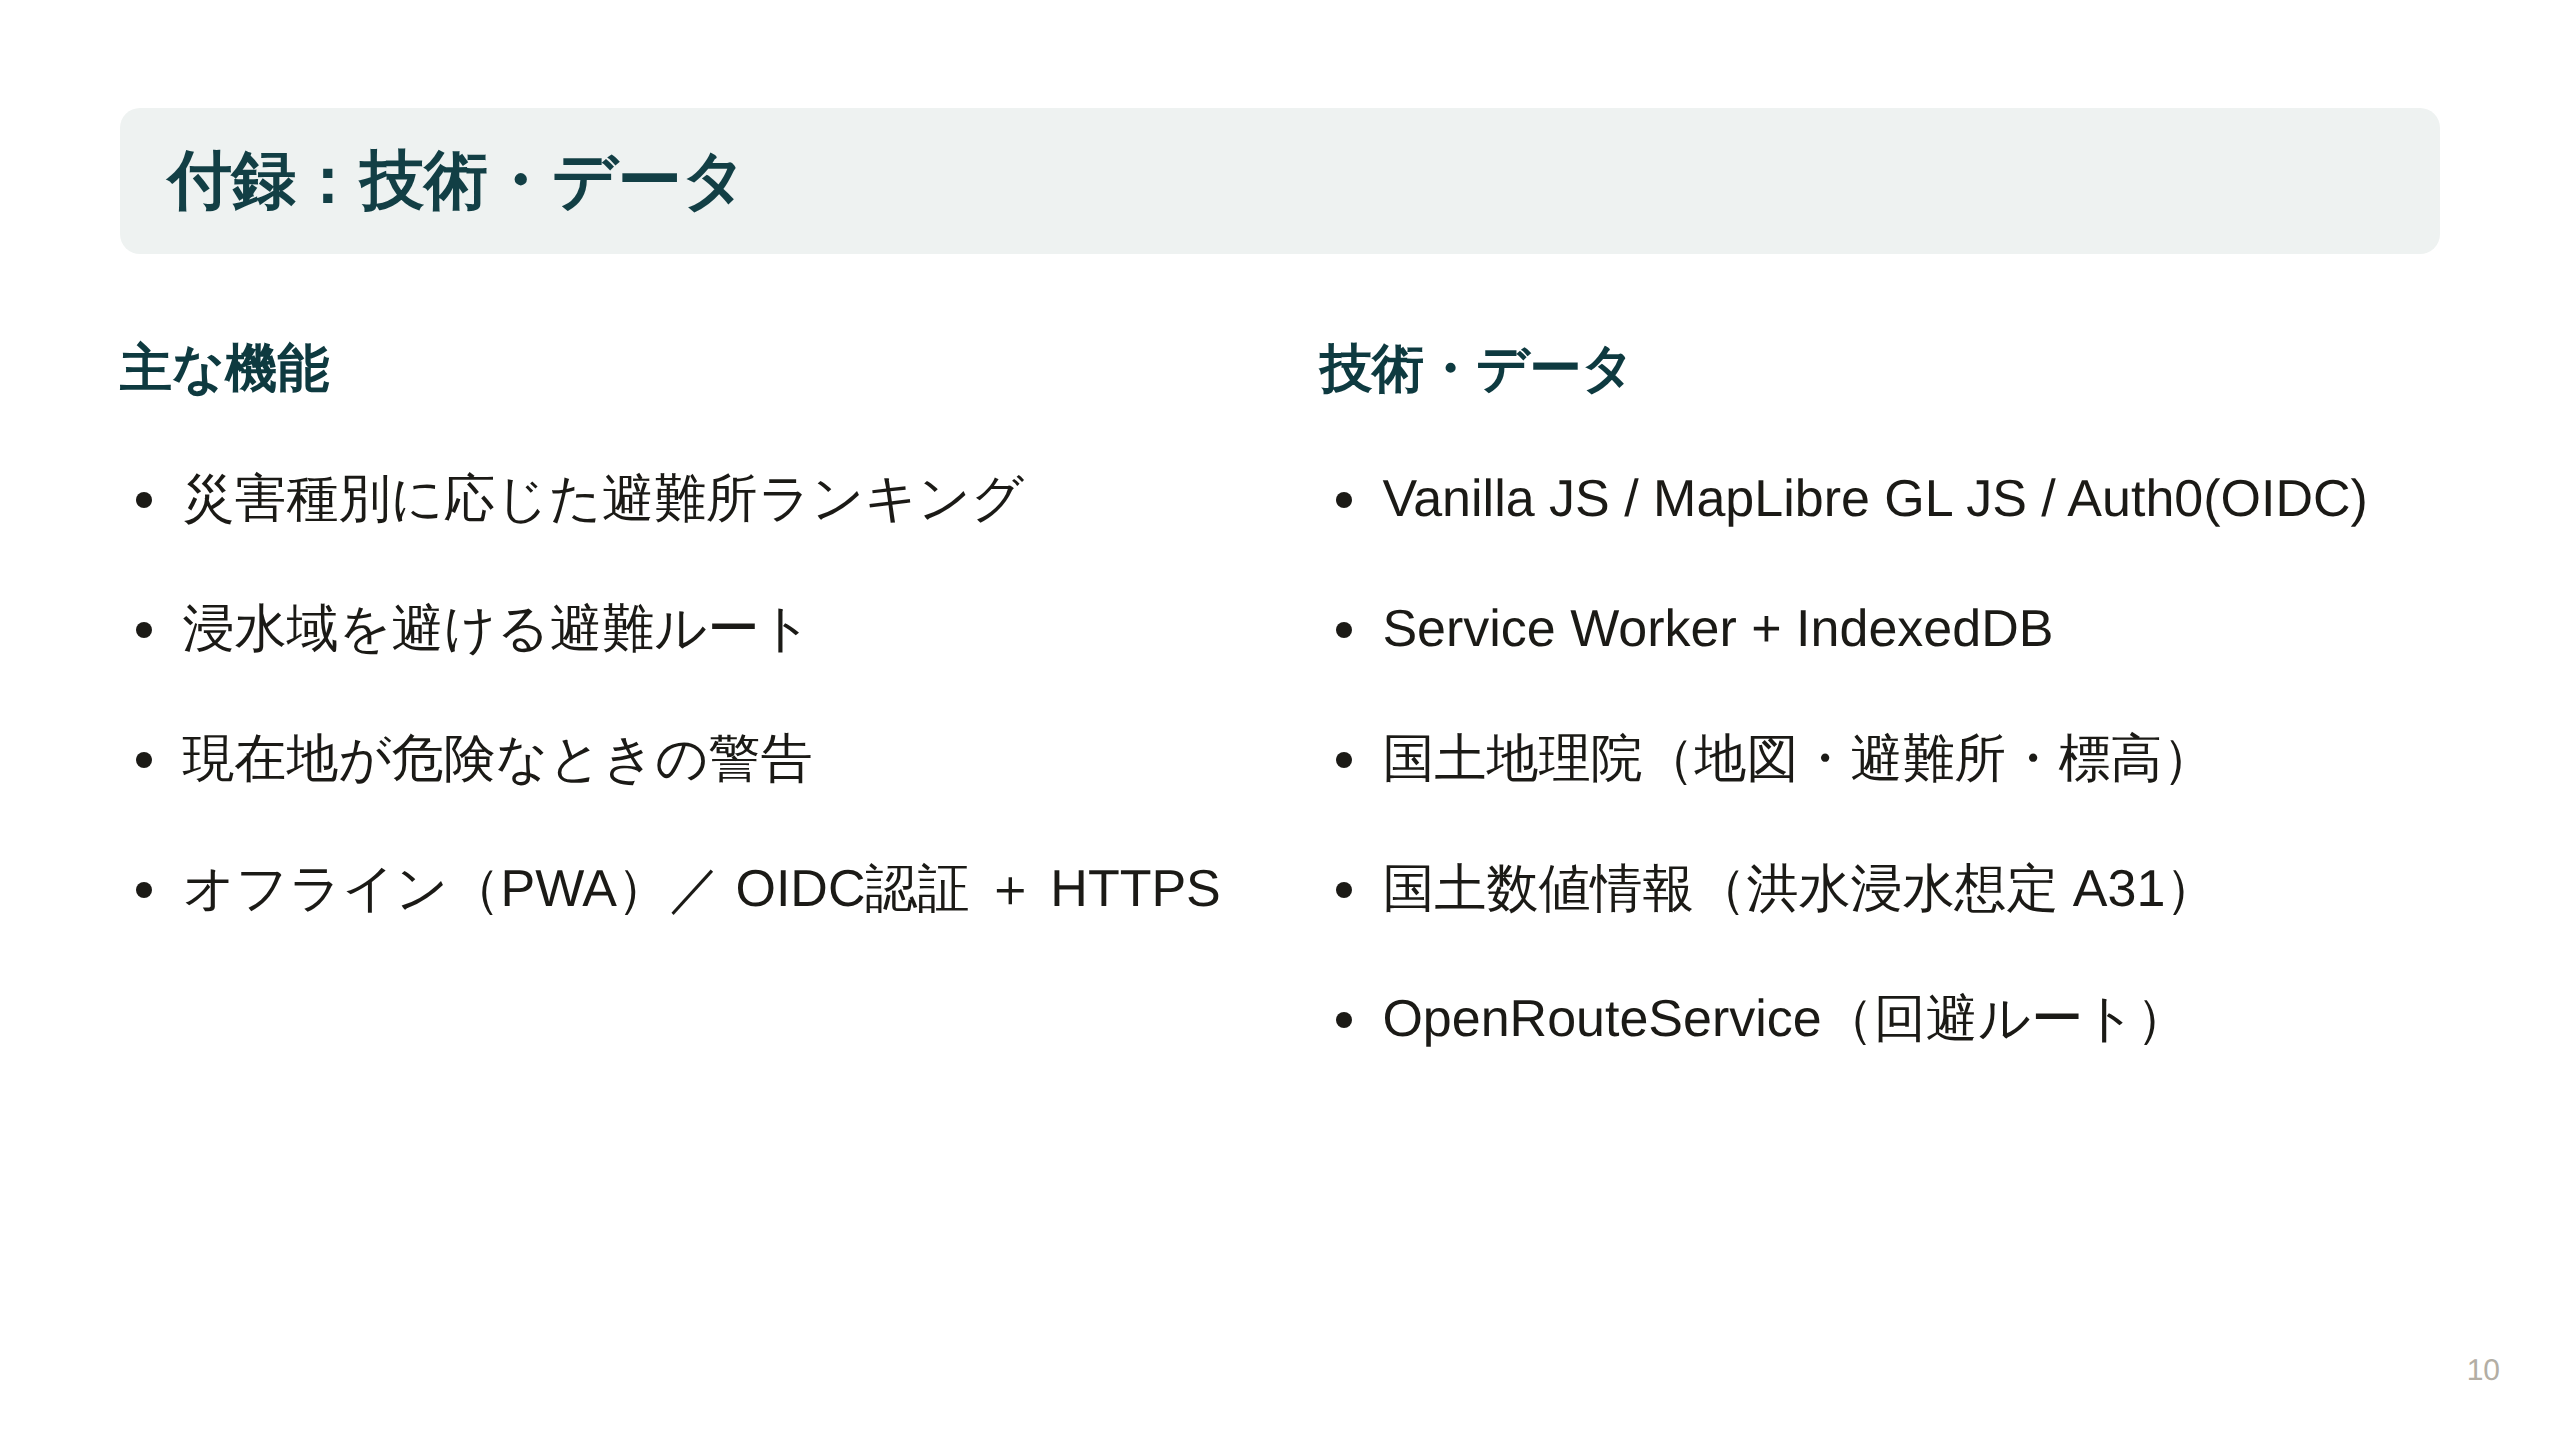 付録：技術・データ
主な機能
• 災害種別に応じた避難所ランキング
• 浸水域を避ける避難ルート
• 現在地が危険なときの警告
• オフライン（PWA）／ OIDC認証 ＋ HTTPS
技術・データ
• Vanilla JS / MapLibre GL JS / Auth0(OIDC)
• Service Worker + IndexedDB
• 国土地理院（地図・避難所・標高）
• 国土数値情報（洪水浸水想定 A31）
• OpenRouteService（回避ルート）
10